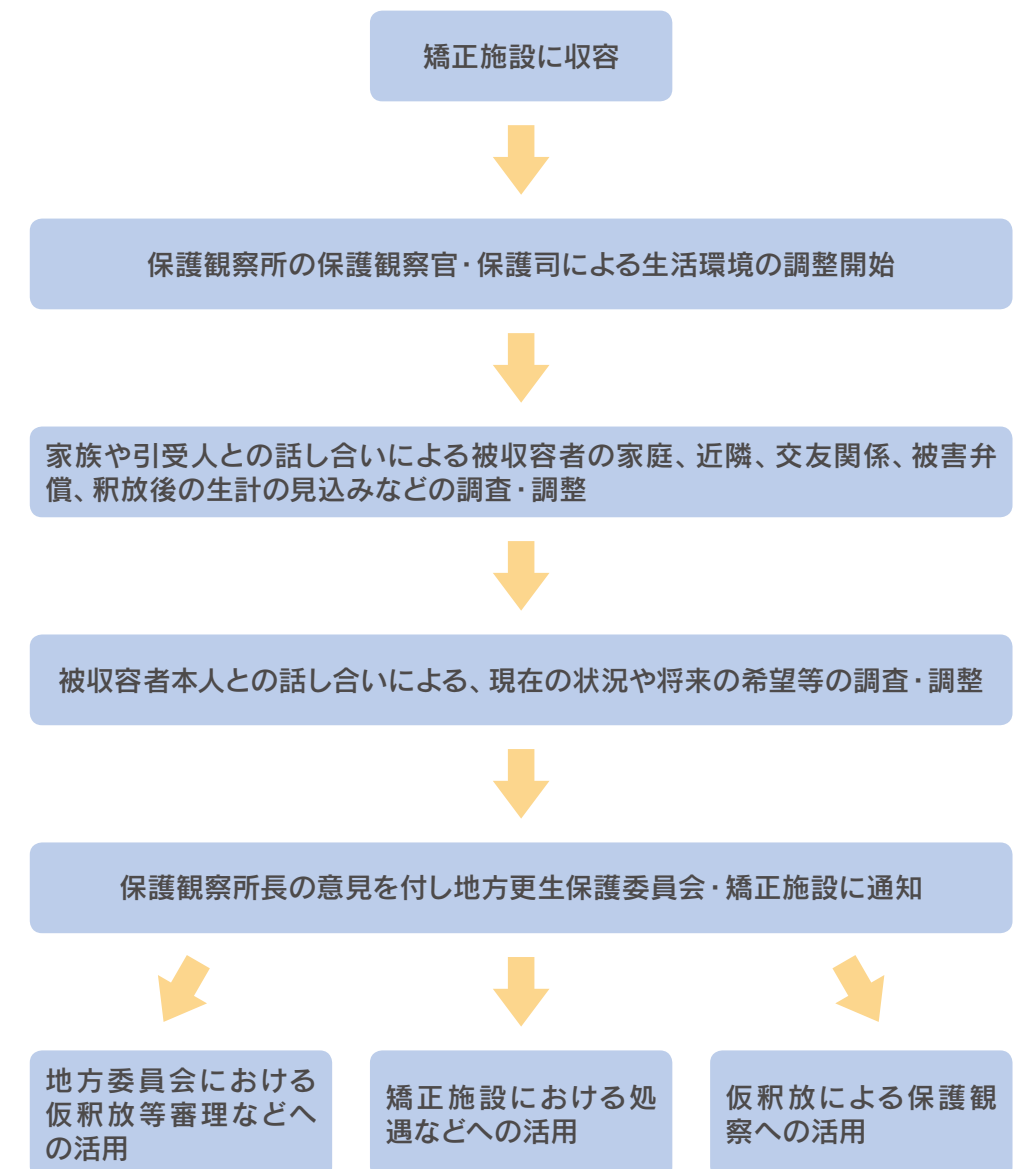 矯正施設に収容
保護観察所の保護観察官・保護司による生活環境の調整開始
家族や引受人との話し合いによる被収容者の家庭、近隣、交友関係、被害弁
償、釈放後の生計の見込みなどの調査・調整
被収容者本人との話し合いによる、現在の状況や将来の希望等の調査・調整
保護観察所長の意見を付し地方更生保護委員会・矯正施設に通知
地方委員会における
仮釈放等審理などへ
の活用
矯正施設における処
遇などへの活用
仮釈放による保護観
察への活用